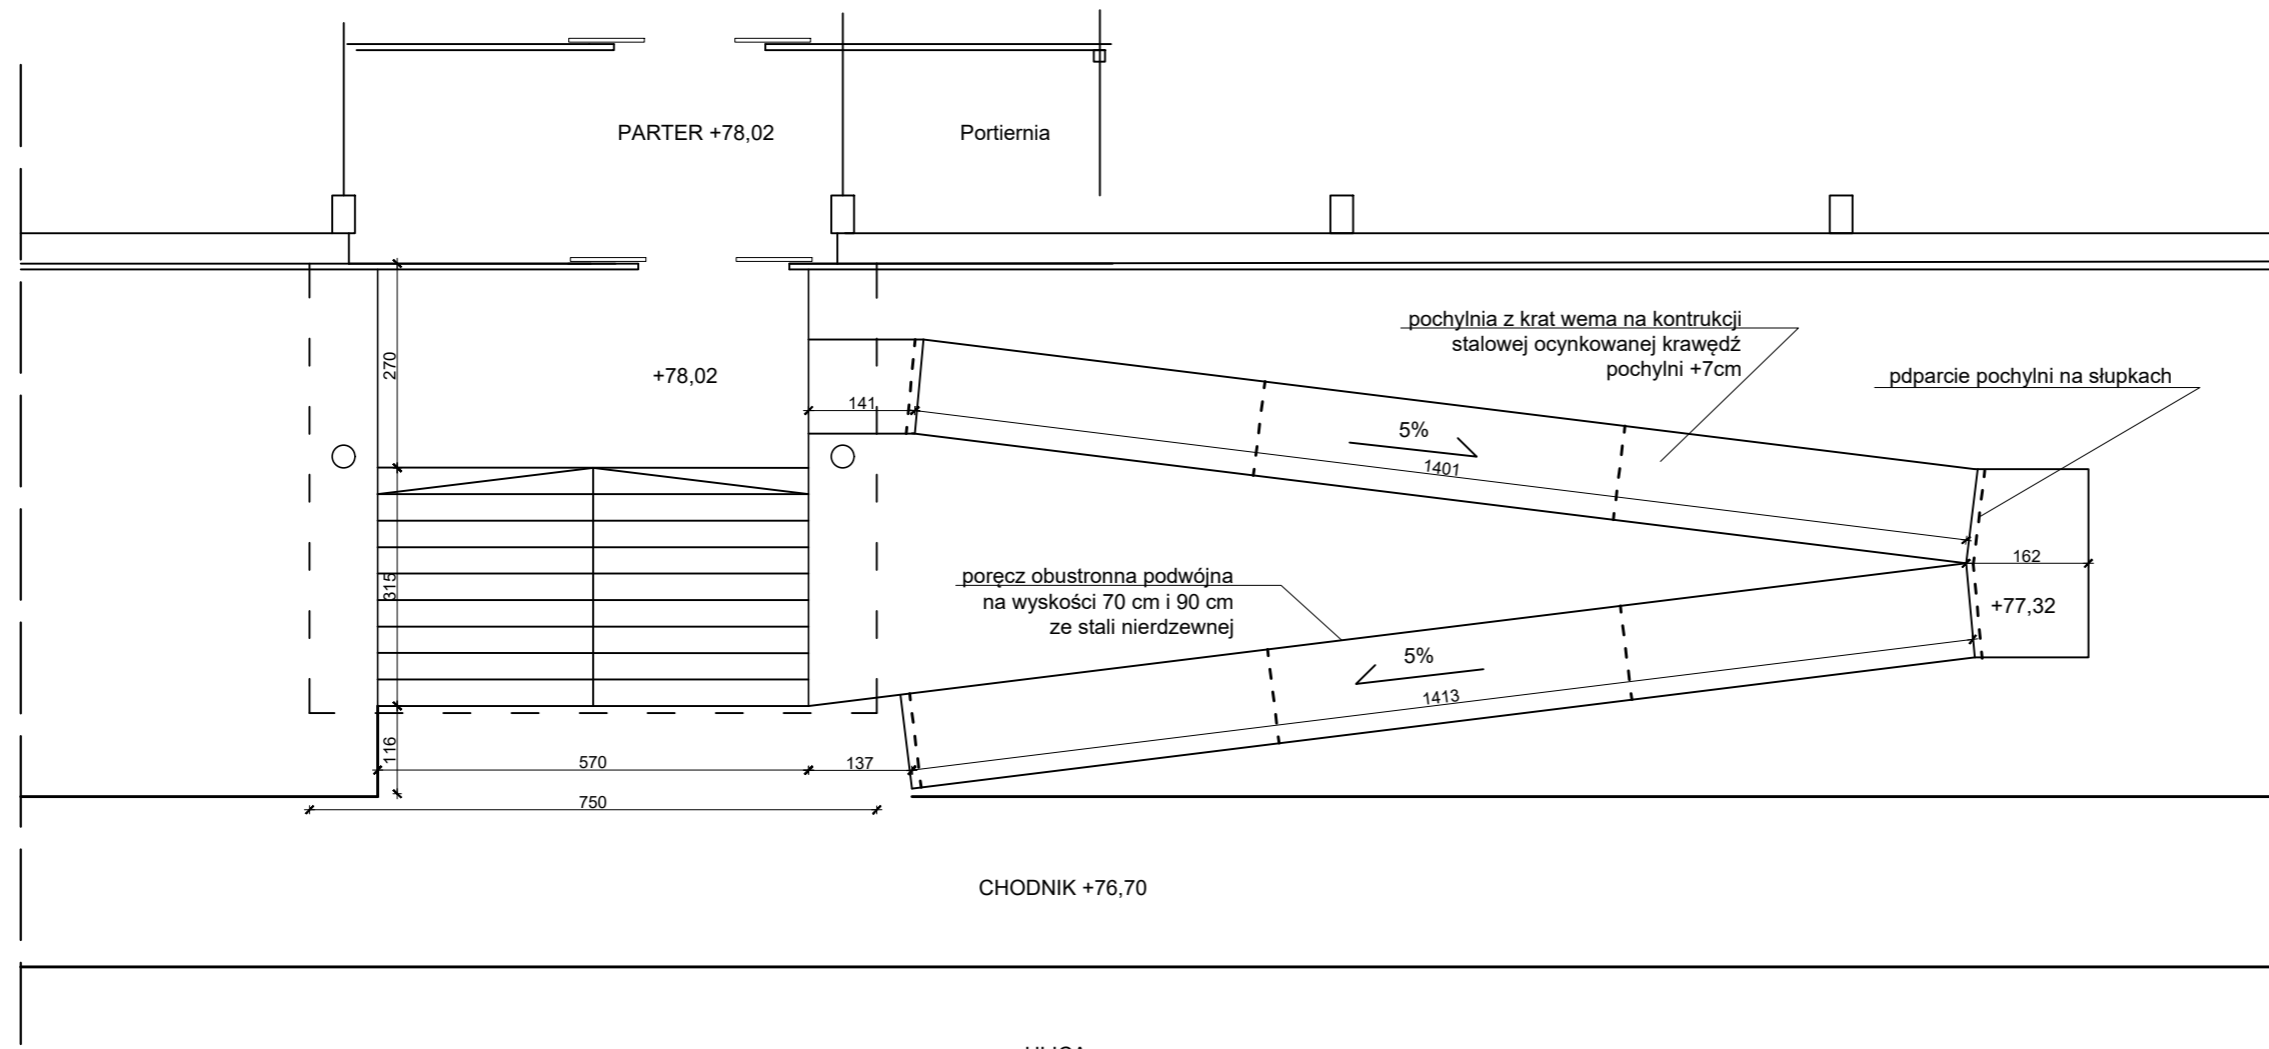 PARTER +78,02
Portiernia
pochylnia z krat wema na kontrukcji
stalowej ocynkowanej krawędź
pochylni +7cm
pdparcie pochylni na słupkach
270
+78,02
141
5%
1401
162
+77,32
315
poręcz obustronna podwójna
na wyskości 70 cm i 90 cm
ze stali nierdzewnej
5%
1413
116
570
137
750
CHODNIK +76,70